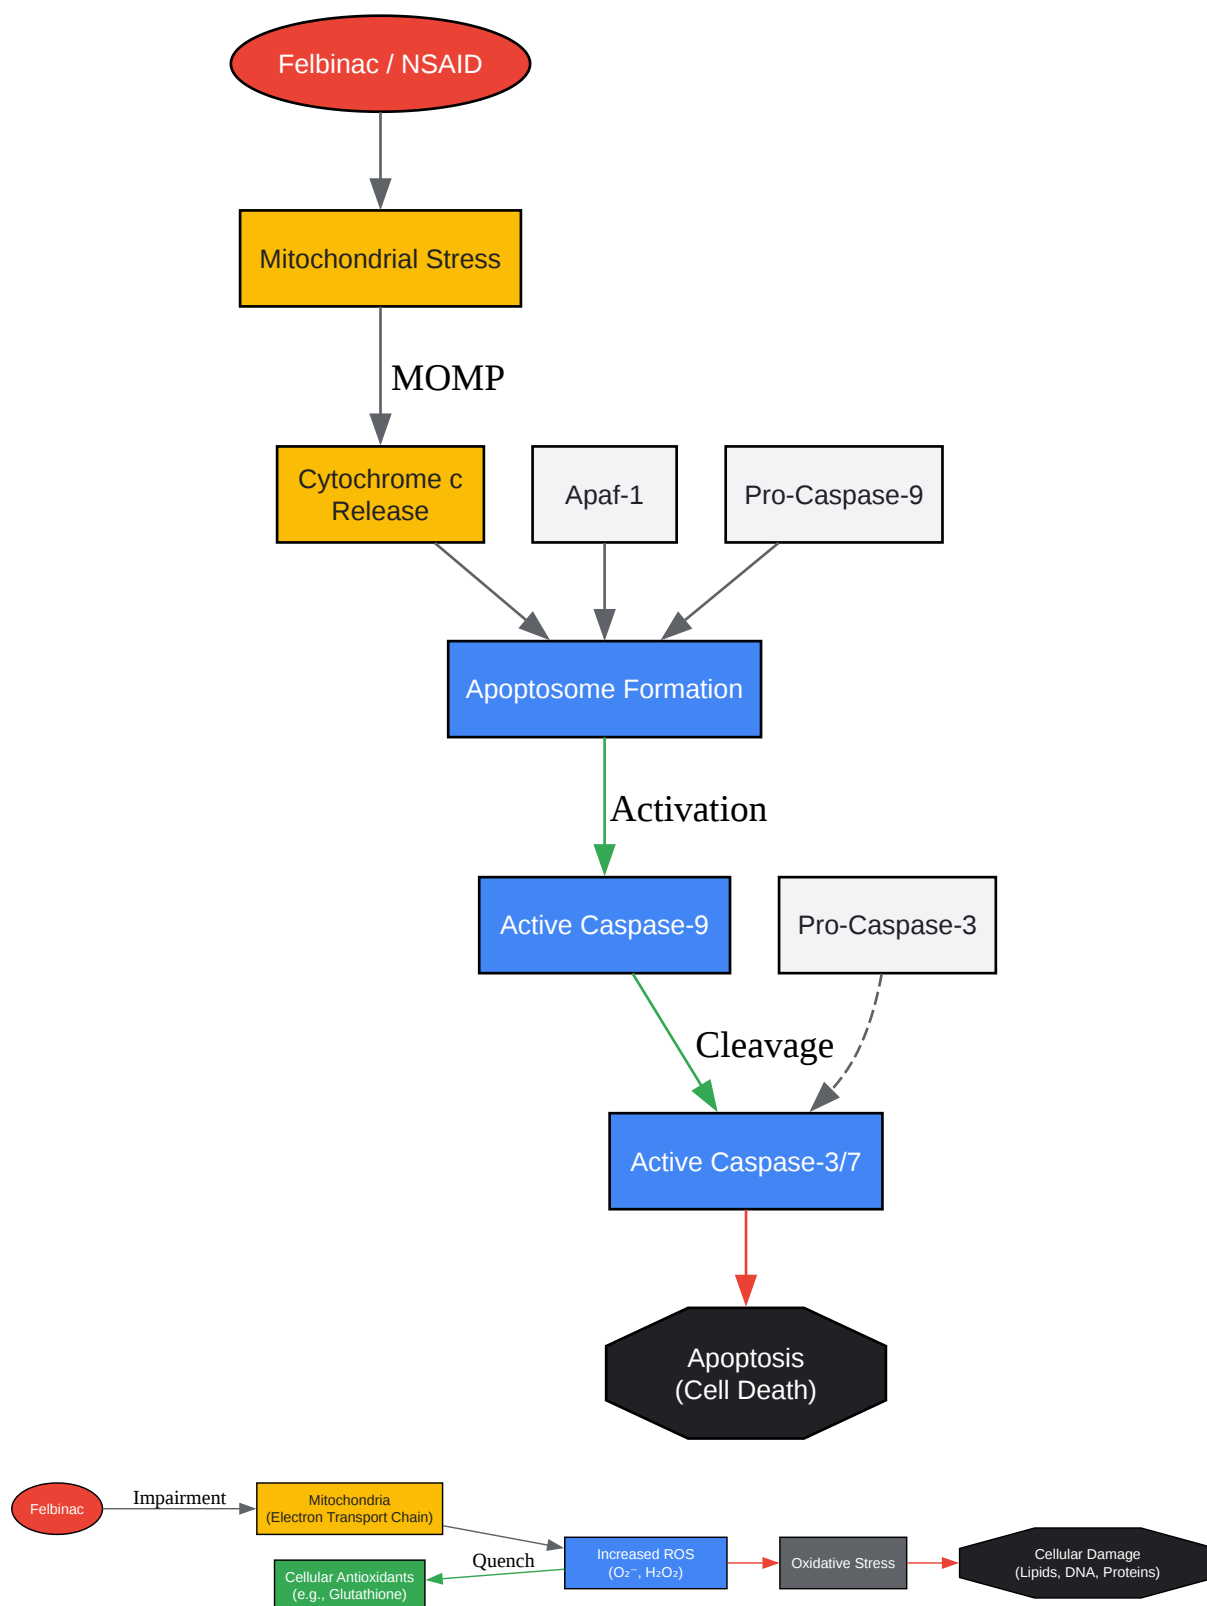 Felbinac / NSAID
Mitochondrial Stress
MOMP
Cytochrome c
Release
Apaf-1
Pro-Caspase-9
Apoptosome Formation
Activation
Active Caspase-9
Pro-Caspase-3
Cleavage
Active Caspase-3/7
Apoptosis
(Cell Death)
Felbinac
Impairment
Mitochondria
(Electron Transport Chain)
Quench
Cellular Antioxidants
(e.g., Glutathione)
Increased ROS
(O₂⁻, H₂O₂)
Oxidative Stress
Cellular Damage
(Lipids, DNA, Proteins)